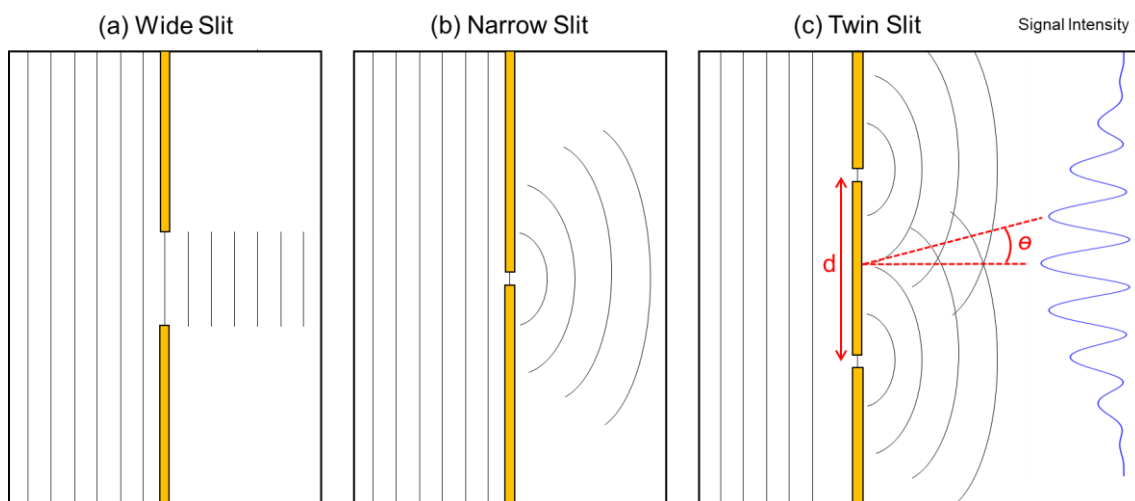 (a) Wide Slit
(b) Narrow Slit
(c) Twin Slit
Signal Intensity
d
ɵ